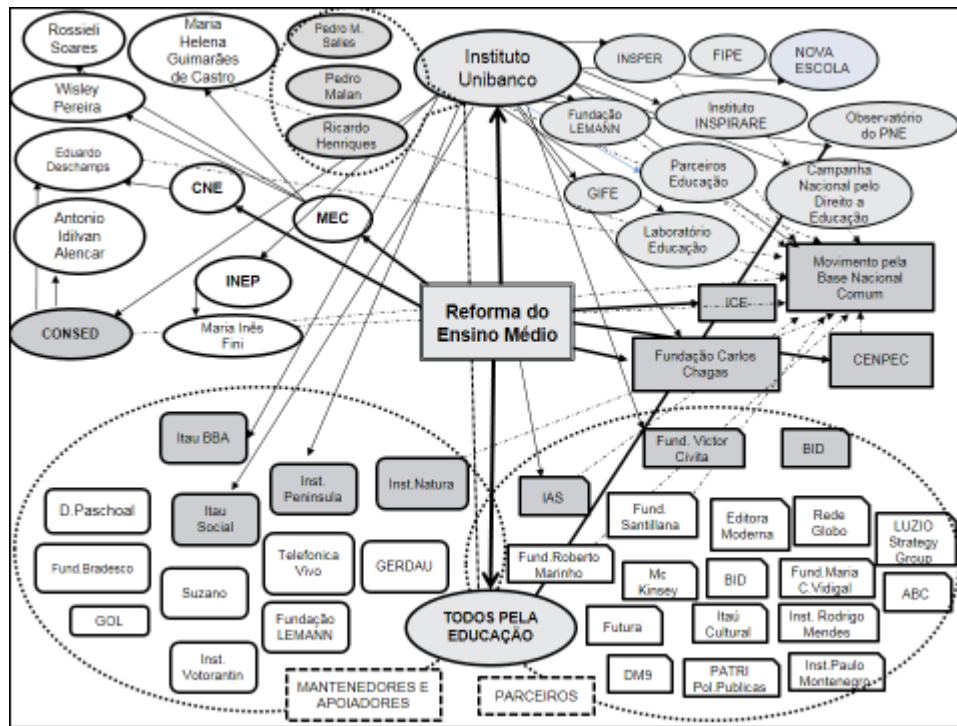 Rossieli
Soares
Maria
Helena
Guimarães
de Castro
Pedro M.
Sales
Pedro
Malan
Ricardo
Henriques
Instituto
Unibanco
INSPER
FIPE
NOVA
ESCOLA
Wisley
Pereira
Fundação
LEMANN
Instituto
INSPIRARE
Observatório
do PNE
Eduardo
Deschamps
CNE
MEC
GIFE
Parceiros
Educação
Campanha
Nacional pelo
Direito a
Educação
Antonio
Idilvan
Alencar
Laboratório
Educação
INEP
Movimento pela
Base Nacional
Comum
CONSED
Maria Inês
Fini
Reforma do
Ensino Médio
ICE
Fundação Carlos
Chagas
CENPEC
Itau BBA
Fund. Victor
Civita
BID
Inst.
Peninsula
Inst.Natura
IAS
D.Paschoal
Itau
Social
Fund.
Santillana
Editora
Moderna
Rede
Globo
LUZIO
Strategy
Group
Fund.Bradesco
Suzano
Telefonica
Vivo
GERDAU
Fund.Roberto
Marinho
Mc
Kinsey
BID
Fund.Maria
C.Vidigal
ABC
GOL
Fundação
LEMANN
TODOS PELA
EDUCAÇÃO
Futura
Itaú
Cultural
Inst. Rodrigo
Mendes
Inst.
Votorantin
MANTENEDORES E
APOIADORES
PARCEIROS
DM9
PATRI
Pol.Publicas
Inst.Paulo
Montenegro